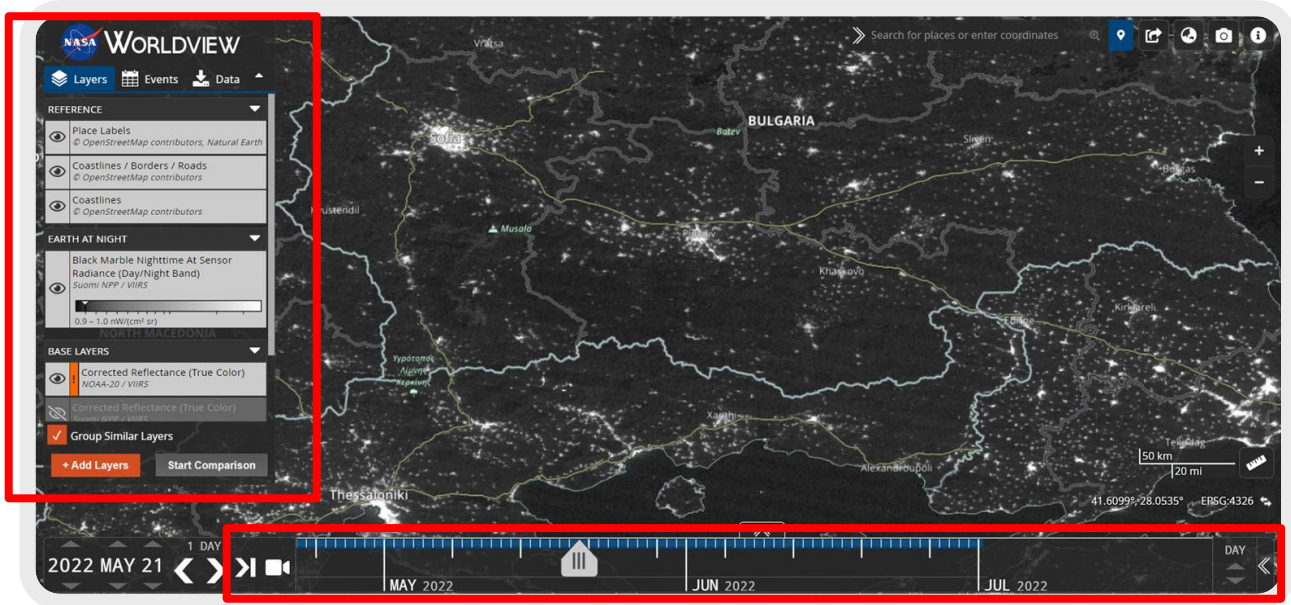 NASA WORLDVIEW
Layers Events Data
REFERENCE
Place Labels
© OpenStreetMap contributors, Natural Earth
Coastlines / Borders / Roads
© OpenStreetMap contributors
Coastlines
© OpenStreetMap contributors
EARTH AT NIGHT
Black Marble Nighttime At Sensor
Radiance (Day/Night Band)
Suomi NPP / VIIRS
0.9 – 1.0 nW/(cm² sr)
NORTH MACEDONIA
BASE LAYERS
! Corrected Reflectance (True Color)
NOAA-20 / VIIRS
Corrected Reflectance (True Color)
Suomi NPP / VIIRS
Group Similar Layers
+ Add Layers Start Comparison
Search for places or enter coordinates
Vratsa
BULGARIA
Botev
Sofia
Sliven
Burgas
Kyustendil
Musala
Plovdiv
Khaskovo
Kirklareli
Edirne
Υγρότοπος
Λίμνης
Κερκίνης
Xanthi
Tekirdag
Alexandroupoli
Thessaloniki
+
−
50 km
20 mi
41.6099°, 28.0535° EPSG:4326
2022 MAY 21
1 DAY
MAY 2022
JUN 2022
JUL 2022
DAY